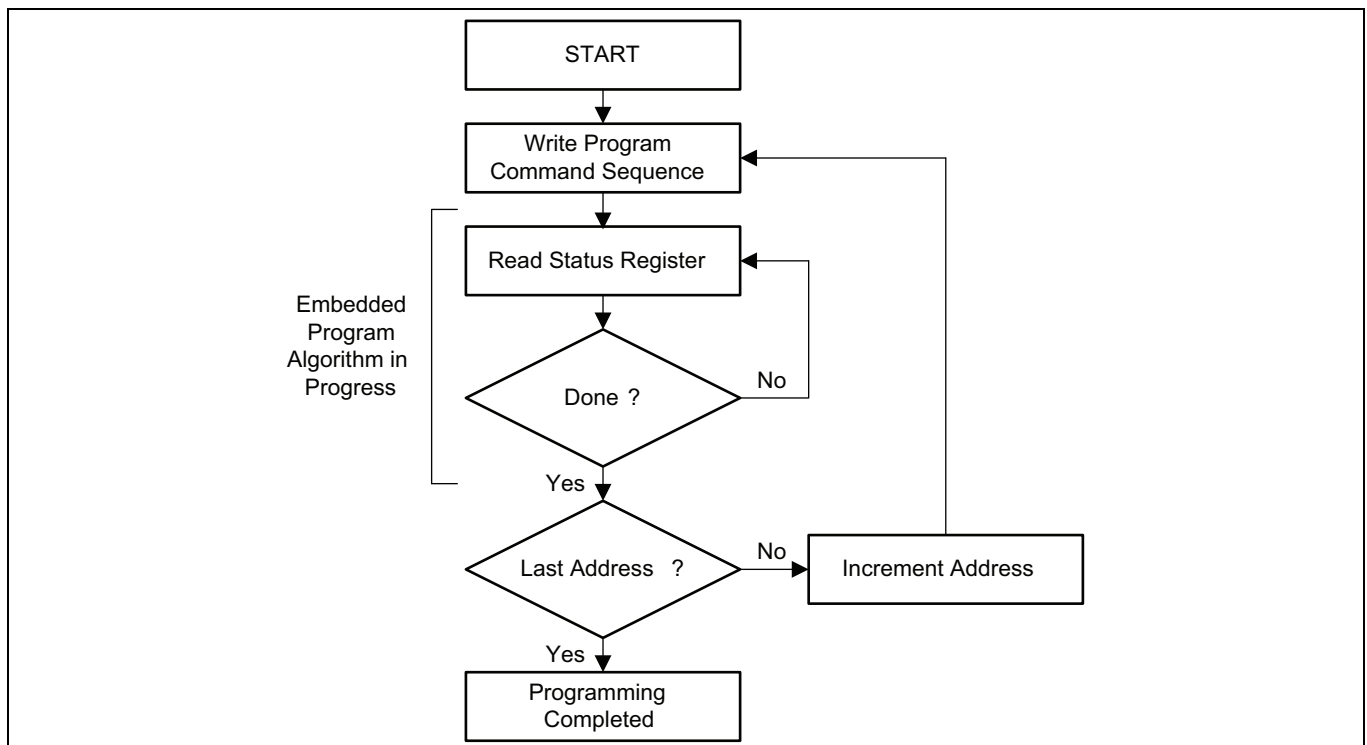 START
Write Program
Command Sequence
Read Status Register
Embedded
Program
Algorithm in
Progress
Done ?
No
Yes
Last Address ?
No
Increment Address
Yes
Programming
Completed